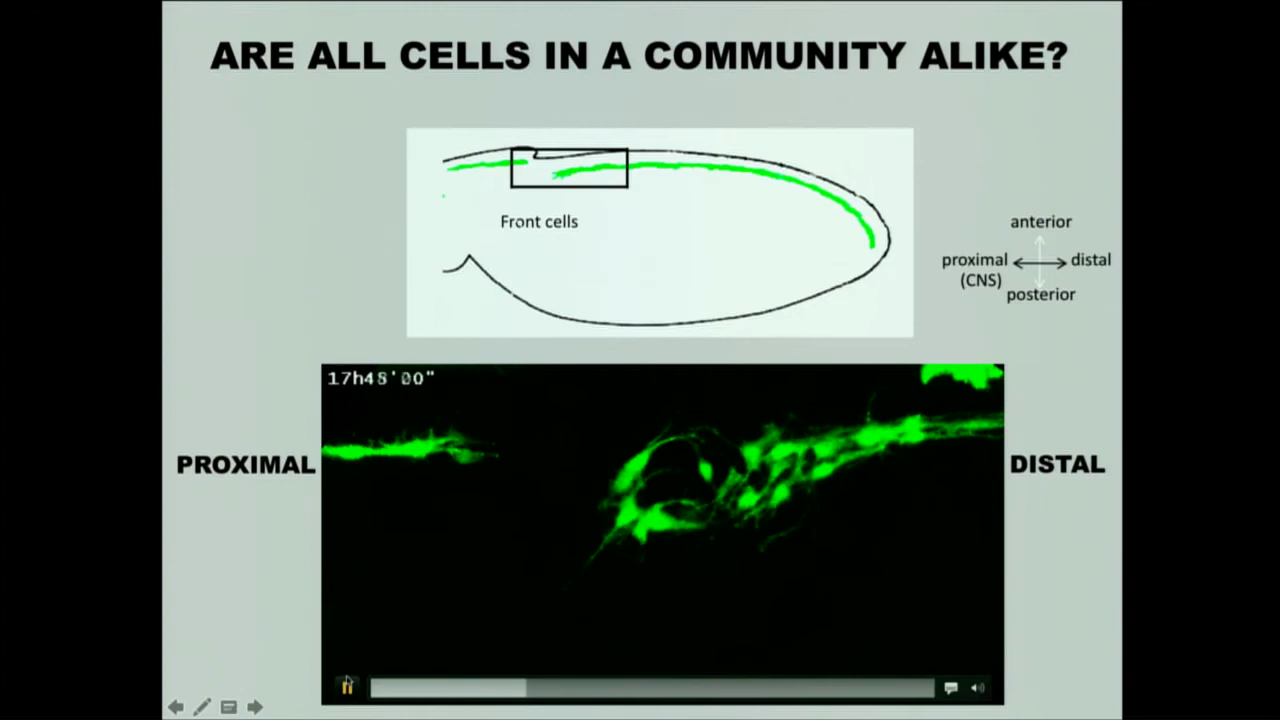 ARE ALL CELLS IN A COMMUNITY ALIKE?
Front cells
anterior
proximal
(CNS)
distal
posterior
17h48'00"
PROXIMAL
DISTAL